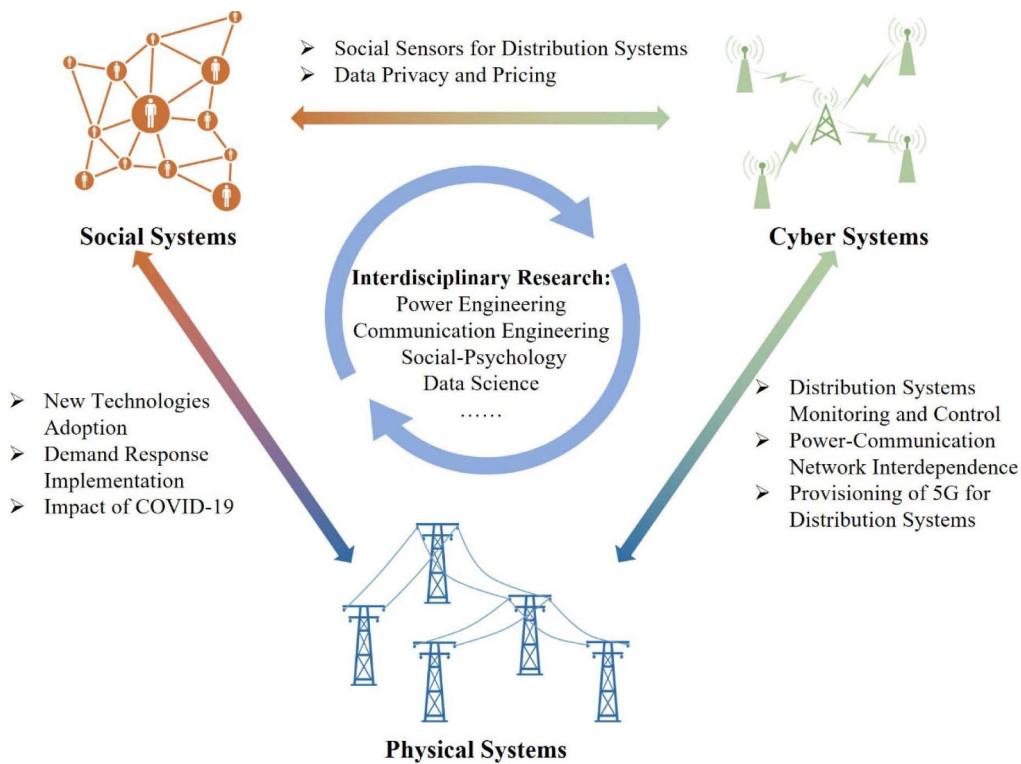 ➢ Social Sensors for Distribution Systems
➢ Data Privacy and Pricing
Social Systems
Cyber Systems
Interdisciplinary Research:
Power Engineering
Communication Engineering
Social-Psychology
Data Science
……
➢ New Technologies
Adoption
➢ Demand Response
Implementation
➢ Impact of COVID-19
➢ Distribution Systems
Monitoring and Control
➢ Power-Communication
Network Interdependence
➢ Provisioning of 5G for
Distribution Systems
Physical Systems